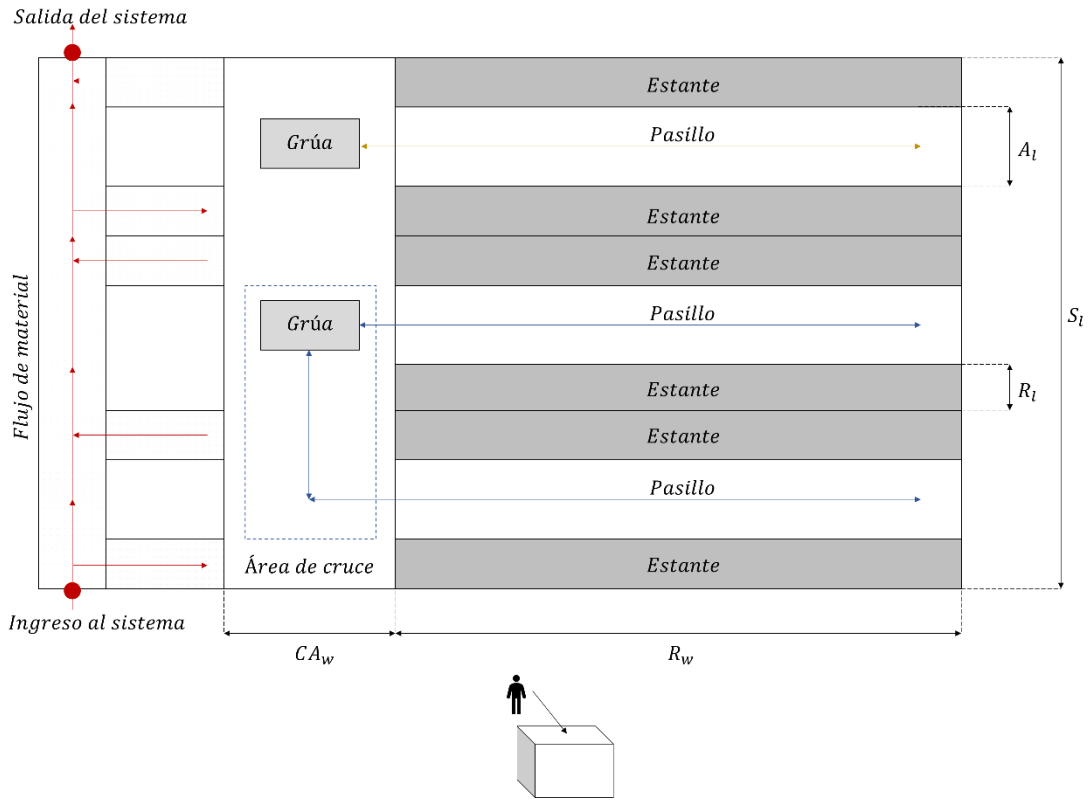 Salida del sistema
Estante
Grúa
Pasillo
A_l
Estante
Estante
Flujo de material
Grúa
Pasillo
S_l
Estante
R_l
Estante
Pasillo
Área de cruce
Estante
Ingreso al sistema
CA_w
R_w